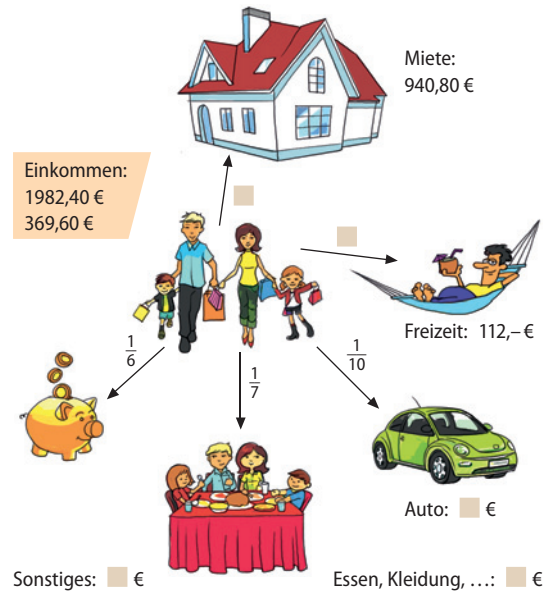 Miete:
940,80 €
Einkommen:
1982,40 €
369,60 €
Freizeit: 112,– €
1/6
1/7
1/10
Auto: €
Sonstiges: €
Essen, Kleidung, …: €